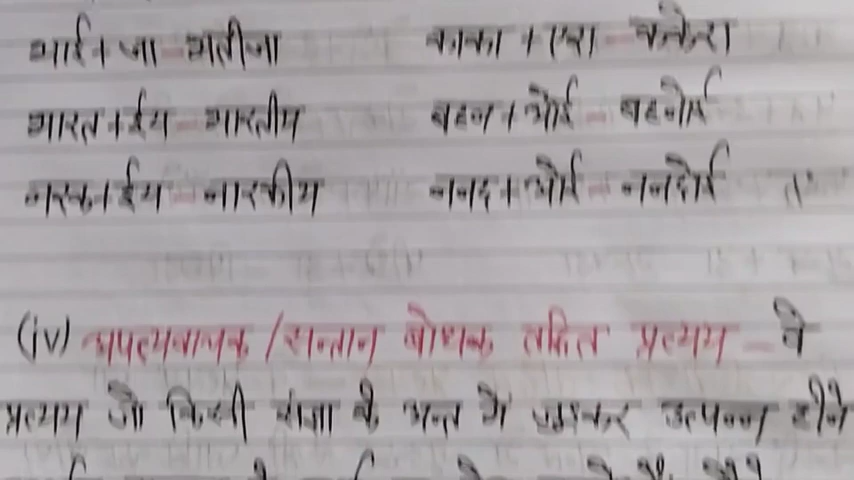 भाई + जा - भतीजा काका + एरा - ककेरा
भारत + ईय - भारतीय बहन + ओई - बहनोई
नरक + ईय - नारकीय ननद + ओई - ननदोई
(iv) अपत्यवाचक / सन्तान बोधक तद्धित प्रत्यय - वे
प्रत्यय जो किसी संज्ञा के अन्त में जुड़कर उत्पन्न होने